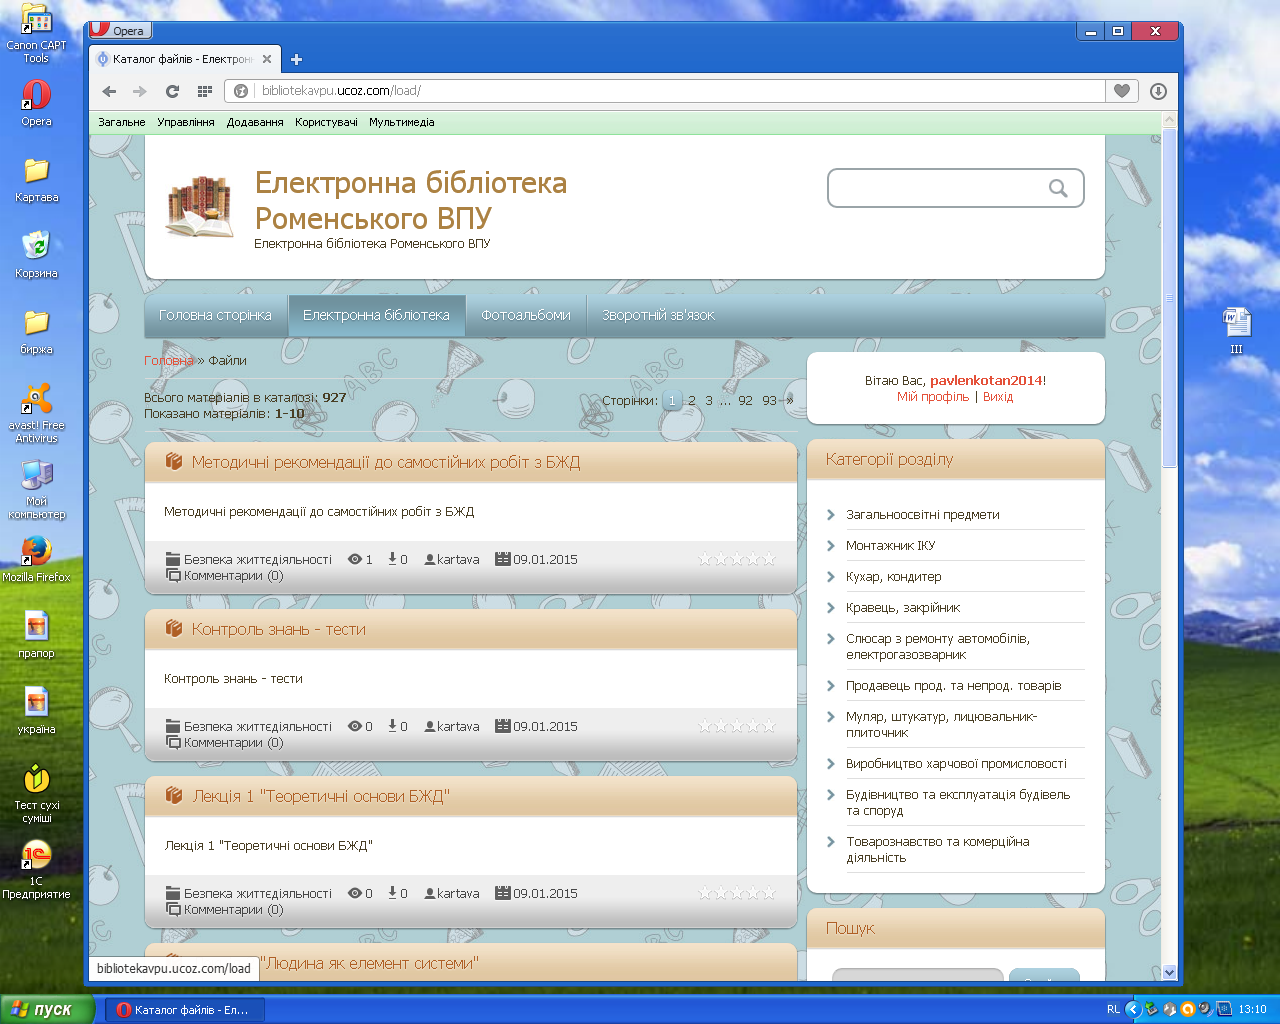 Canon CAPT
Tools
Opera
Картава
Корзина
биржа
avast! Free
Antivirus
Мой
компьютер
Mozilla Firefox
прапор
україна
Тест сухі
суміші
1С
Предприятие
III
Opera
Каталог файлів - Електронн
bibliotekavpu.ucoz.com/load/
Загальне Управління Додавання Користувачі Мультимедіа
Електронна бібліотека
Роменського ВПУ
Електронна бібліотека Роменського ВПУ
Головна сторінка Електронна бібліотека Фотоальбоми Зворотній зв'язок
Головна » Файли
Всього матеріалів в каталозі: 927
Показано матеріалів: 1-10
Сторінки: 1 2 3 ... 92 93 »
Методичні рекомендації до самостійних робіт з БЖД
Методичні рекомендації до самостійних робіт з БЖД
Безпека життєдіяльності 1 0 kartava 09.01.2015
Комментарии (0)
Контроль знань - тести
Контроль знань - тести
Безпека життєдіяльності 0 0 kartava 09.01.2015
Комментарии (0)
Лекція 1 "Теоретичні основи БЖД"
Лекція 1 "Теоретичні основи БЖД"
Безпека життєдіяльності 0 0 kartava 09.01.2015
Комментарии (0)
"Людина як елемент системи"
Вітаю Вас, pavlenkotan2014!
Мій профіль | Вихід
Категорії розділу
Загальноосвітні предмети
Монтажник ІКУ
Кухар, кондитер
Кравець, закрійник
Слюсар з ремонту автомобілів,
електрогазозварник
Продавець прод. та непрод. товарів
Муляр, штукатур, лицювальник-
плиточник
Виробництво харчової промисловості
Будівництво та експлуатація будівель
та споруд
Товарознавство та комерційна
діяльність
Пошук
bibliotekavpu.ucoz.com/load
пуск
Каталог файлів - Ел...
RL
13:10